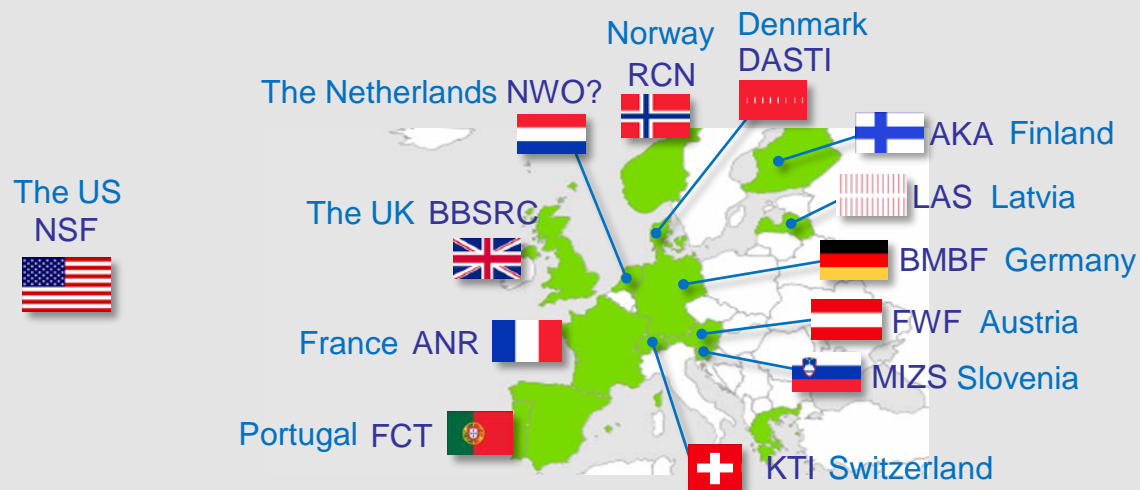 Norway
RCN
Denmark
DASTI
The Netherlands NWO?
AKA Finland
The US
NSF
LAS Latvia
The UK BBSRC
BMBF Germany
FWF Austria
France ANR
MIZS Slovenia
Portugal FCT
KTI Switzerland